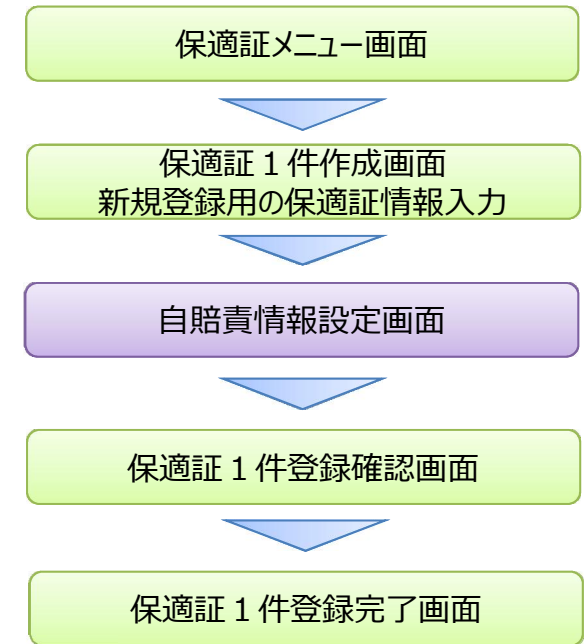 保適証メニュー画面
保適証１件作成画面
新規登録用の保適証情報入力
自賠責情報設定画面
保適証１件登録確認画面
保適証１件登録完了画面